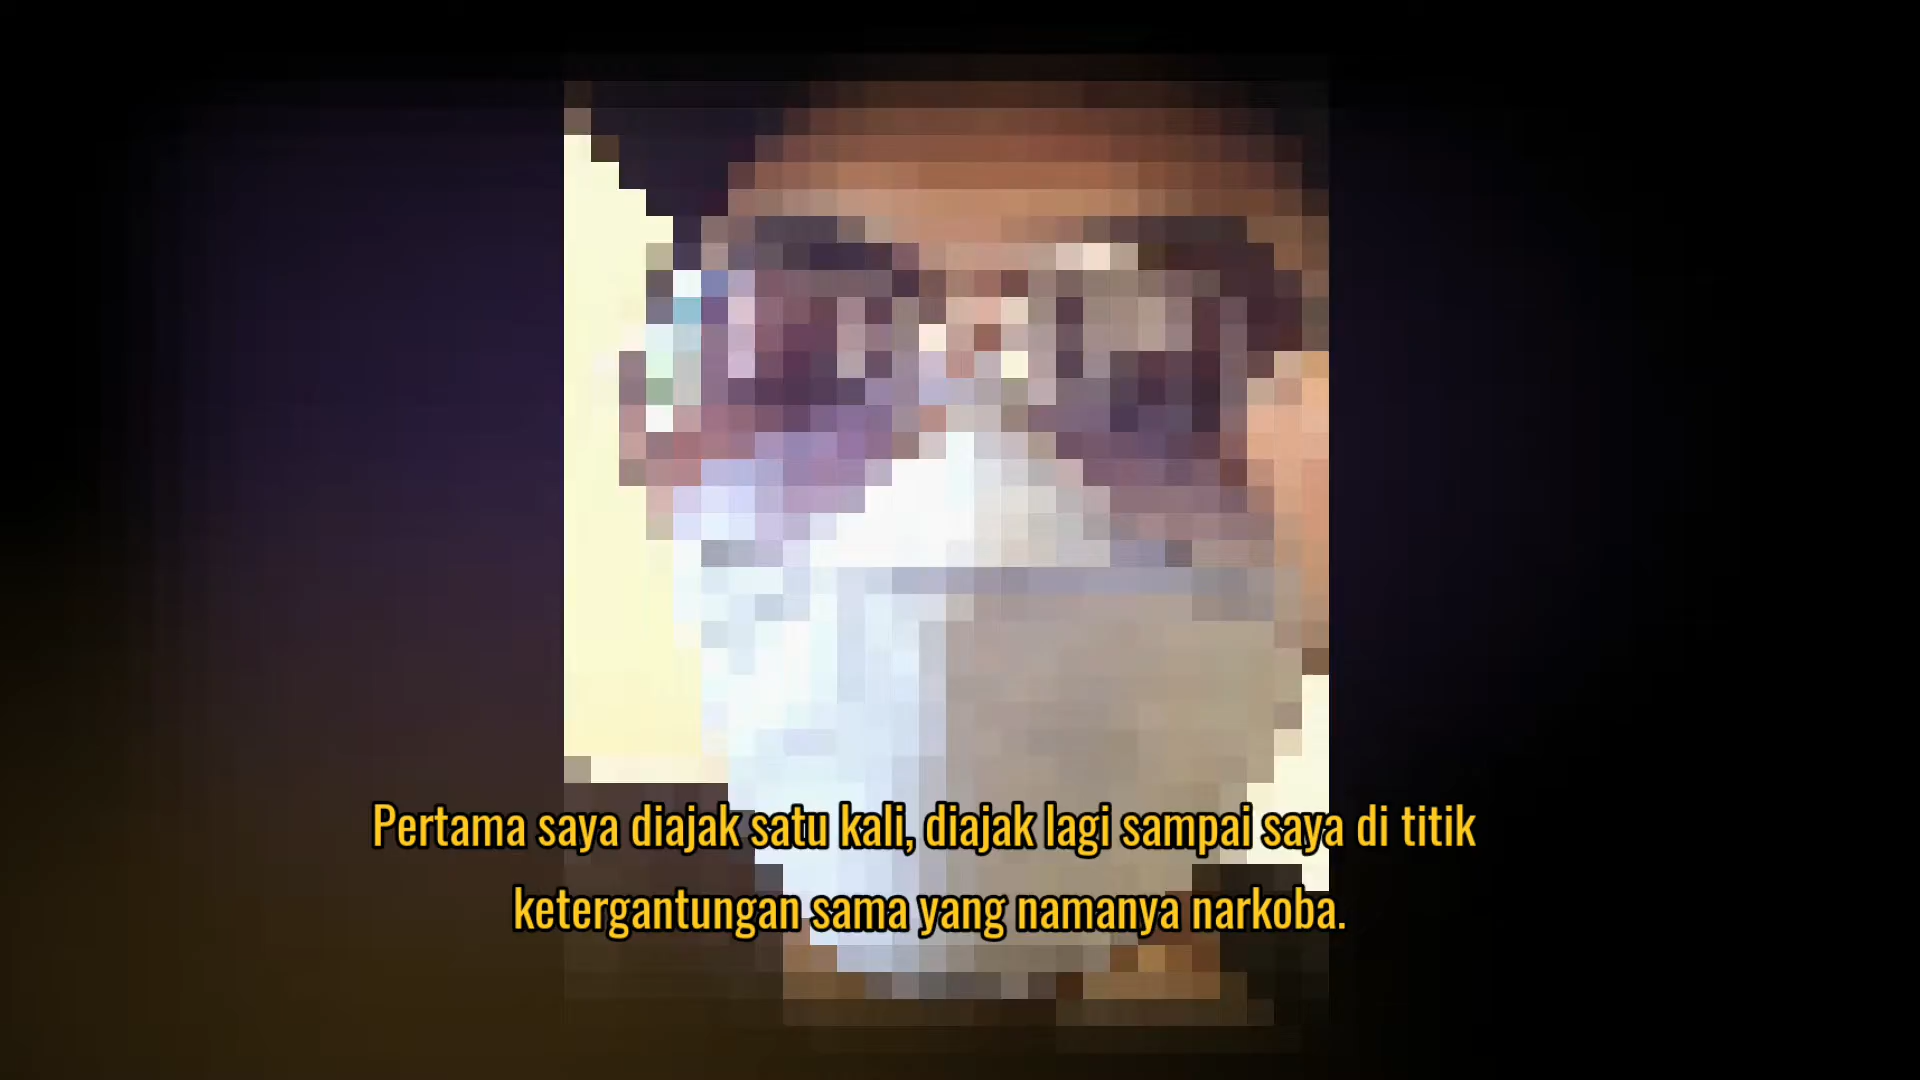 Pertama saya diajak satu kali, diajak lagi sampai saya di titik
ketergantungan sama yang namanya narkoba.